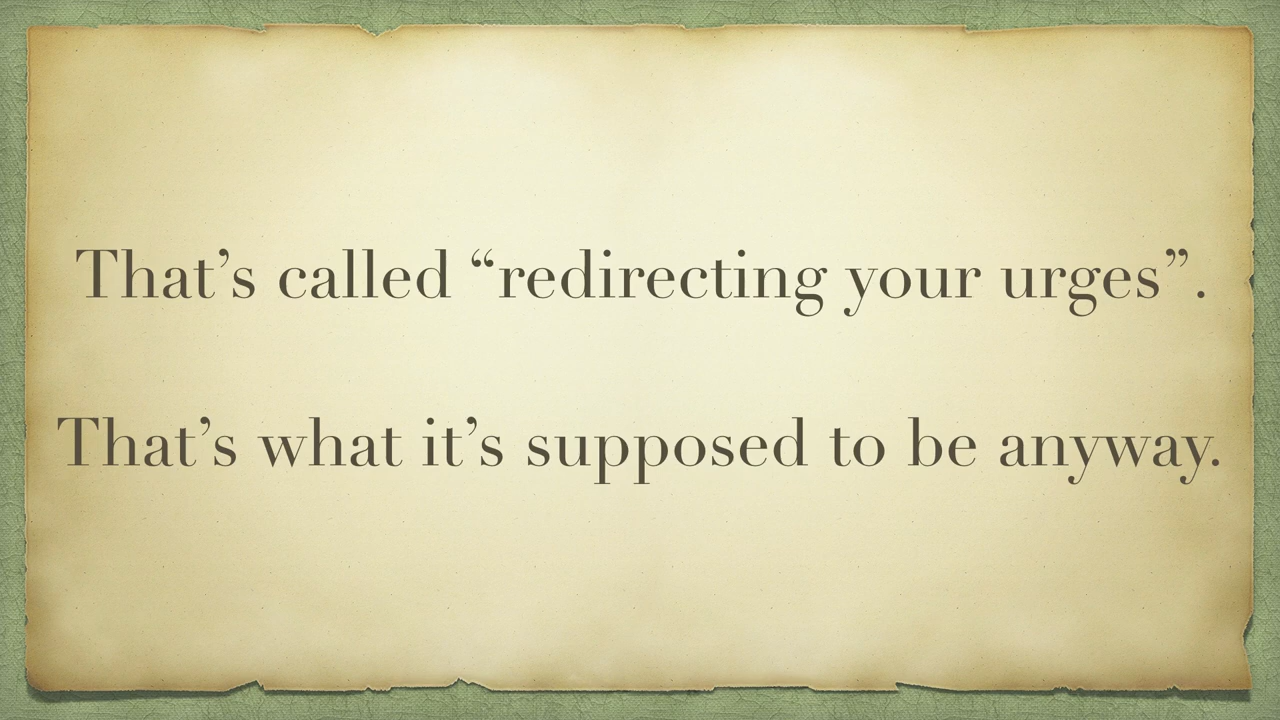 That’s called “redirecting your urges”.
That’s what it’s supposed to be anyway.